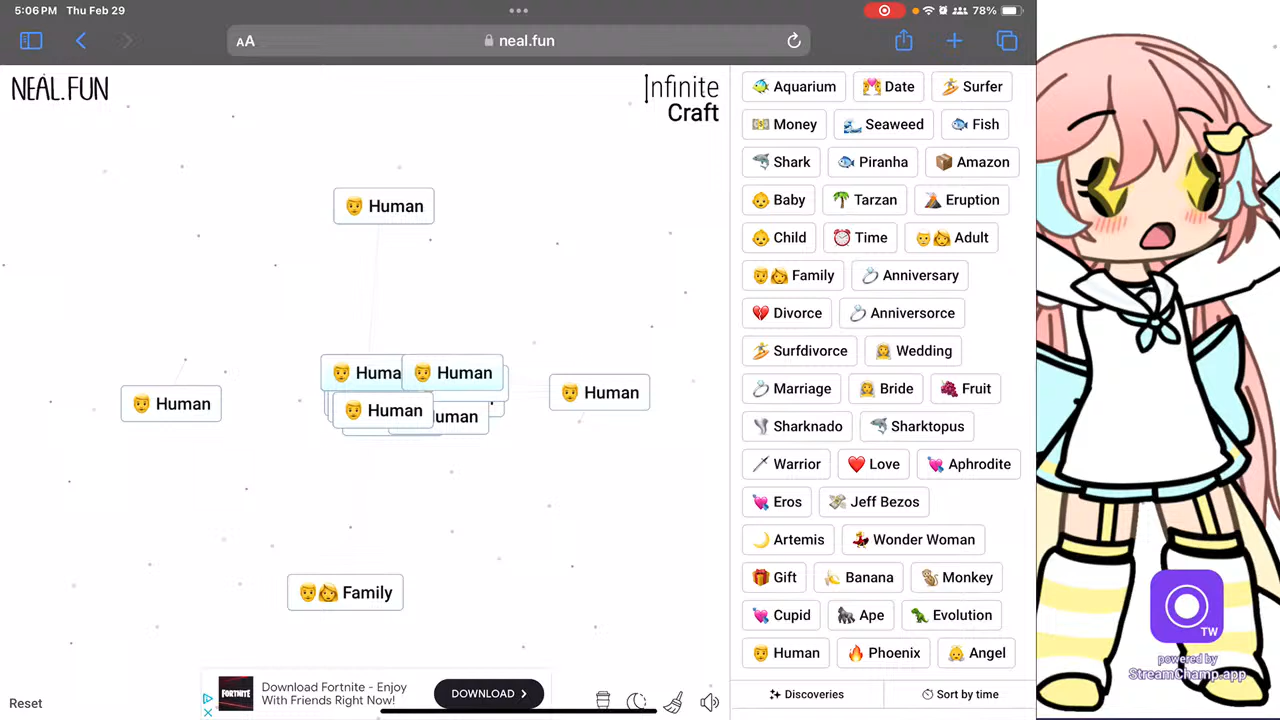 5:06 PM Thu Feb 29
78%
AA
neal.fun
NEAL.FUN
Infinite
Craft
Human
Huma
Human
Human
Human
Human
uman
Family
Aquarium
Date
Surfer
Money
Seaweed
Fish
Shark
Piranha
Amazon
Baby
Tarzan
Eruption
Child
Time
Adult
Family
Anniversary
Divorce
Anniversorce
Surfdivorce
Wedding
Marriage
Bride
Fruit
Sharknado
Sharktopus
Warrior
Love
Aphrodite
Eros
Jeff Bezos
Artemis
Wonder Woman
Gift
Banana
Monkey
Cupid
Ape
Evolution
Human
Phoenix
Angel
Discoveries
Sort by time
Reset
FORTNITE
Download Fortnite - Enjoy
With Friends Right Now!
DOWNLOAD
TW
powered by
StreamChamp.app